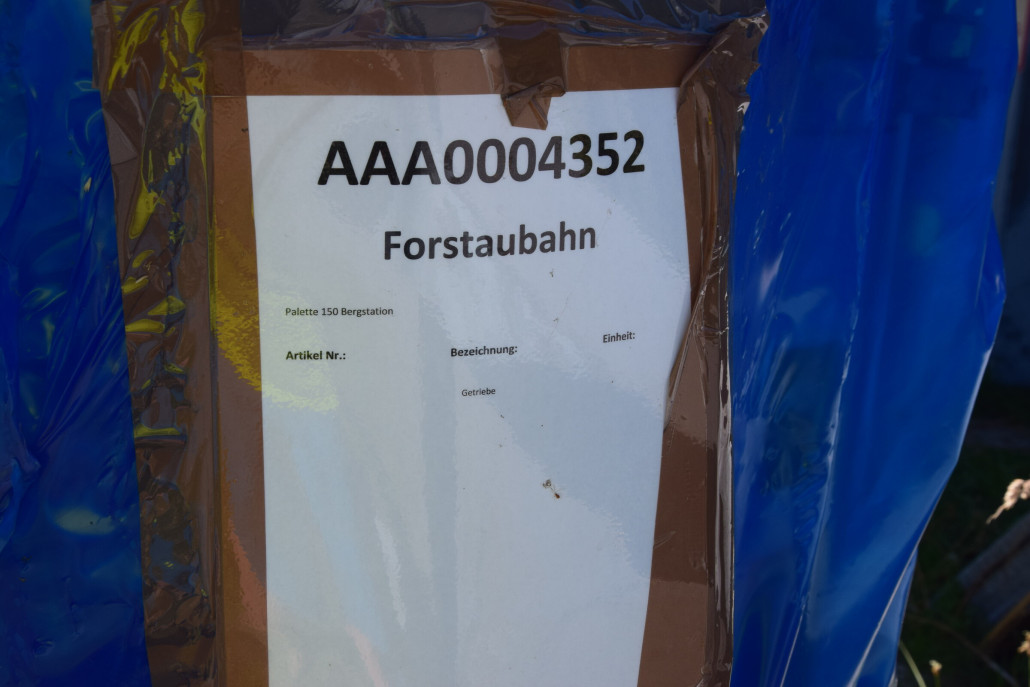 AAA0004352
Forstaubahn
Palette 150 Bergstation
Artikel Nr.: Bezeichnung: Einheit:
Getriebe